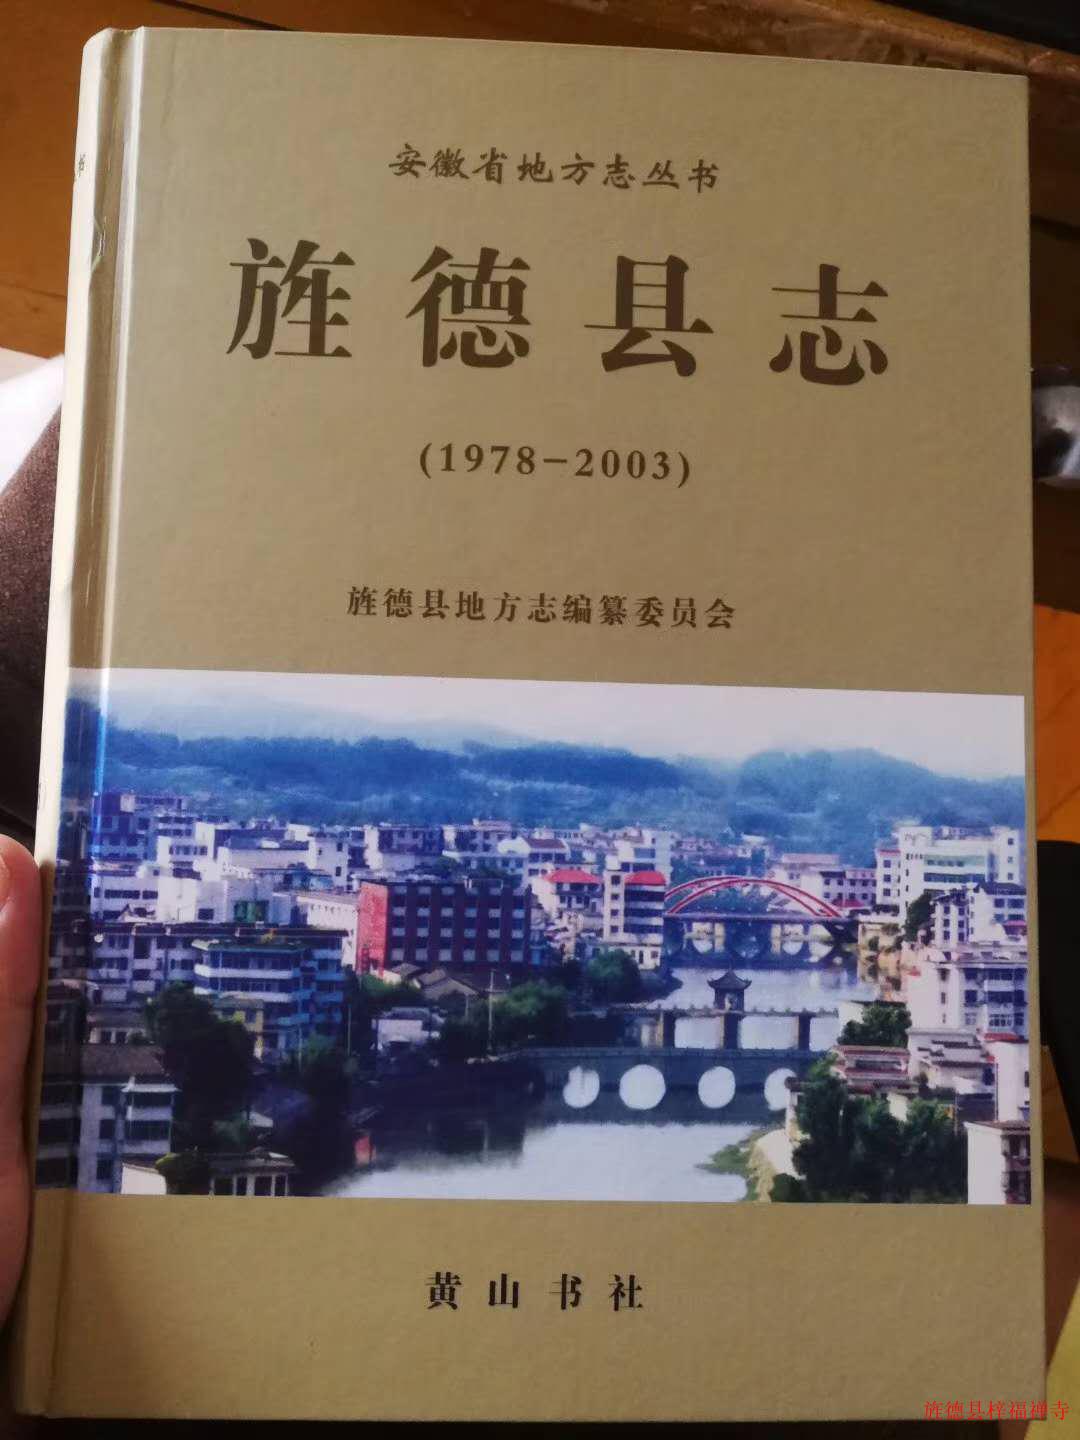 安徽省地方志丛书
旌德县志
(1978-2003)
旌德县地方志编纂委员会
黄山书社
旌德县梓福禅寺